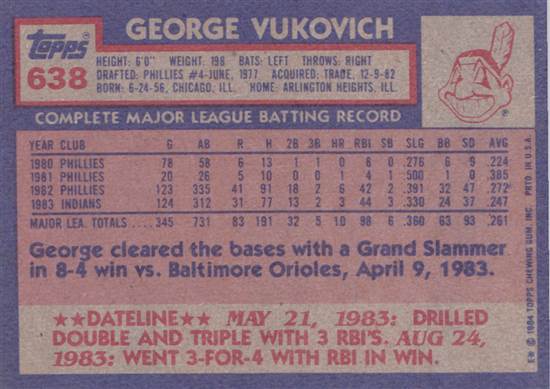 GEORGE VUKOVICH
Topps
638
HEIGHT: 6'0" WEIGHT: 198 BATS: LEFT THROWS: RIGHT
DRAFTED: PHILLIES #4-JUNE, 1977 ACQUIRED: TRADE, 12-9-82
BORN: 6-24-56, CHICAGO, ILL. HOME: ARLINGTON HEIGHTS, ILL.
COMPLETE MAJOR LEAGUE BATTING RECORD
YEAR CLUB G AB R H 2B 3B HR RBI SB SLG BB SO AVG
1980 PHILLIES 78 58 6 13 1 1 0 8 0 .276 6 9 .224
1981 PHILLIES 20 26 5 10 0 0 1 4 1 .500 1 0 .385
1982 PHILLIES 123 335 41 91 18 2 6 42 2 .391 32 47 .272
1983 INDIANS 124 312 31 77 13 2 3 44 3 .330 24 37 .247
MAJOR LEA. TOTALS 345 731 83 191 32 5 10 98 6 .360 63 93 .261
George cleared the bases with a Grand Slammer
in 8-4 win vs. Baltimore Orioles, April 9, 1983.
★★DATELINE★★ MAY 21, 1983: DRILLED
DOUBLE AND TRIPLE WITH 3 RBI'S. AUG 24,
1983: WENT 3-FOR-4 WITH RBI IN WIN.
© 1984 TOPPS CHEWING GUM, INC. PRTD. IN U.S.A.